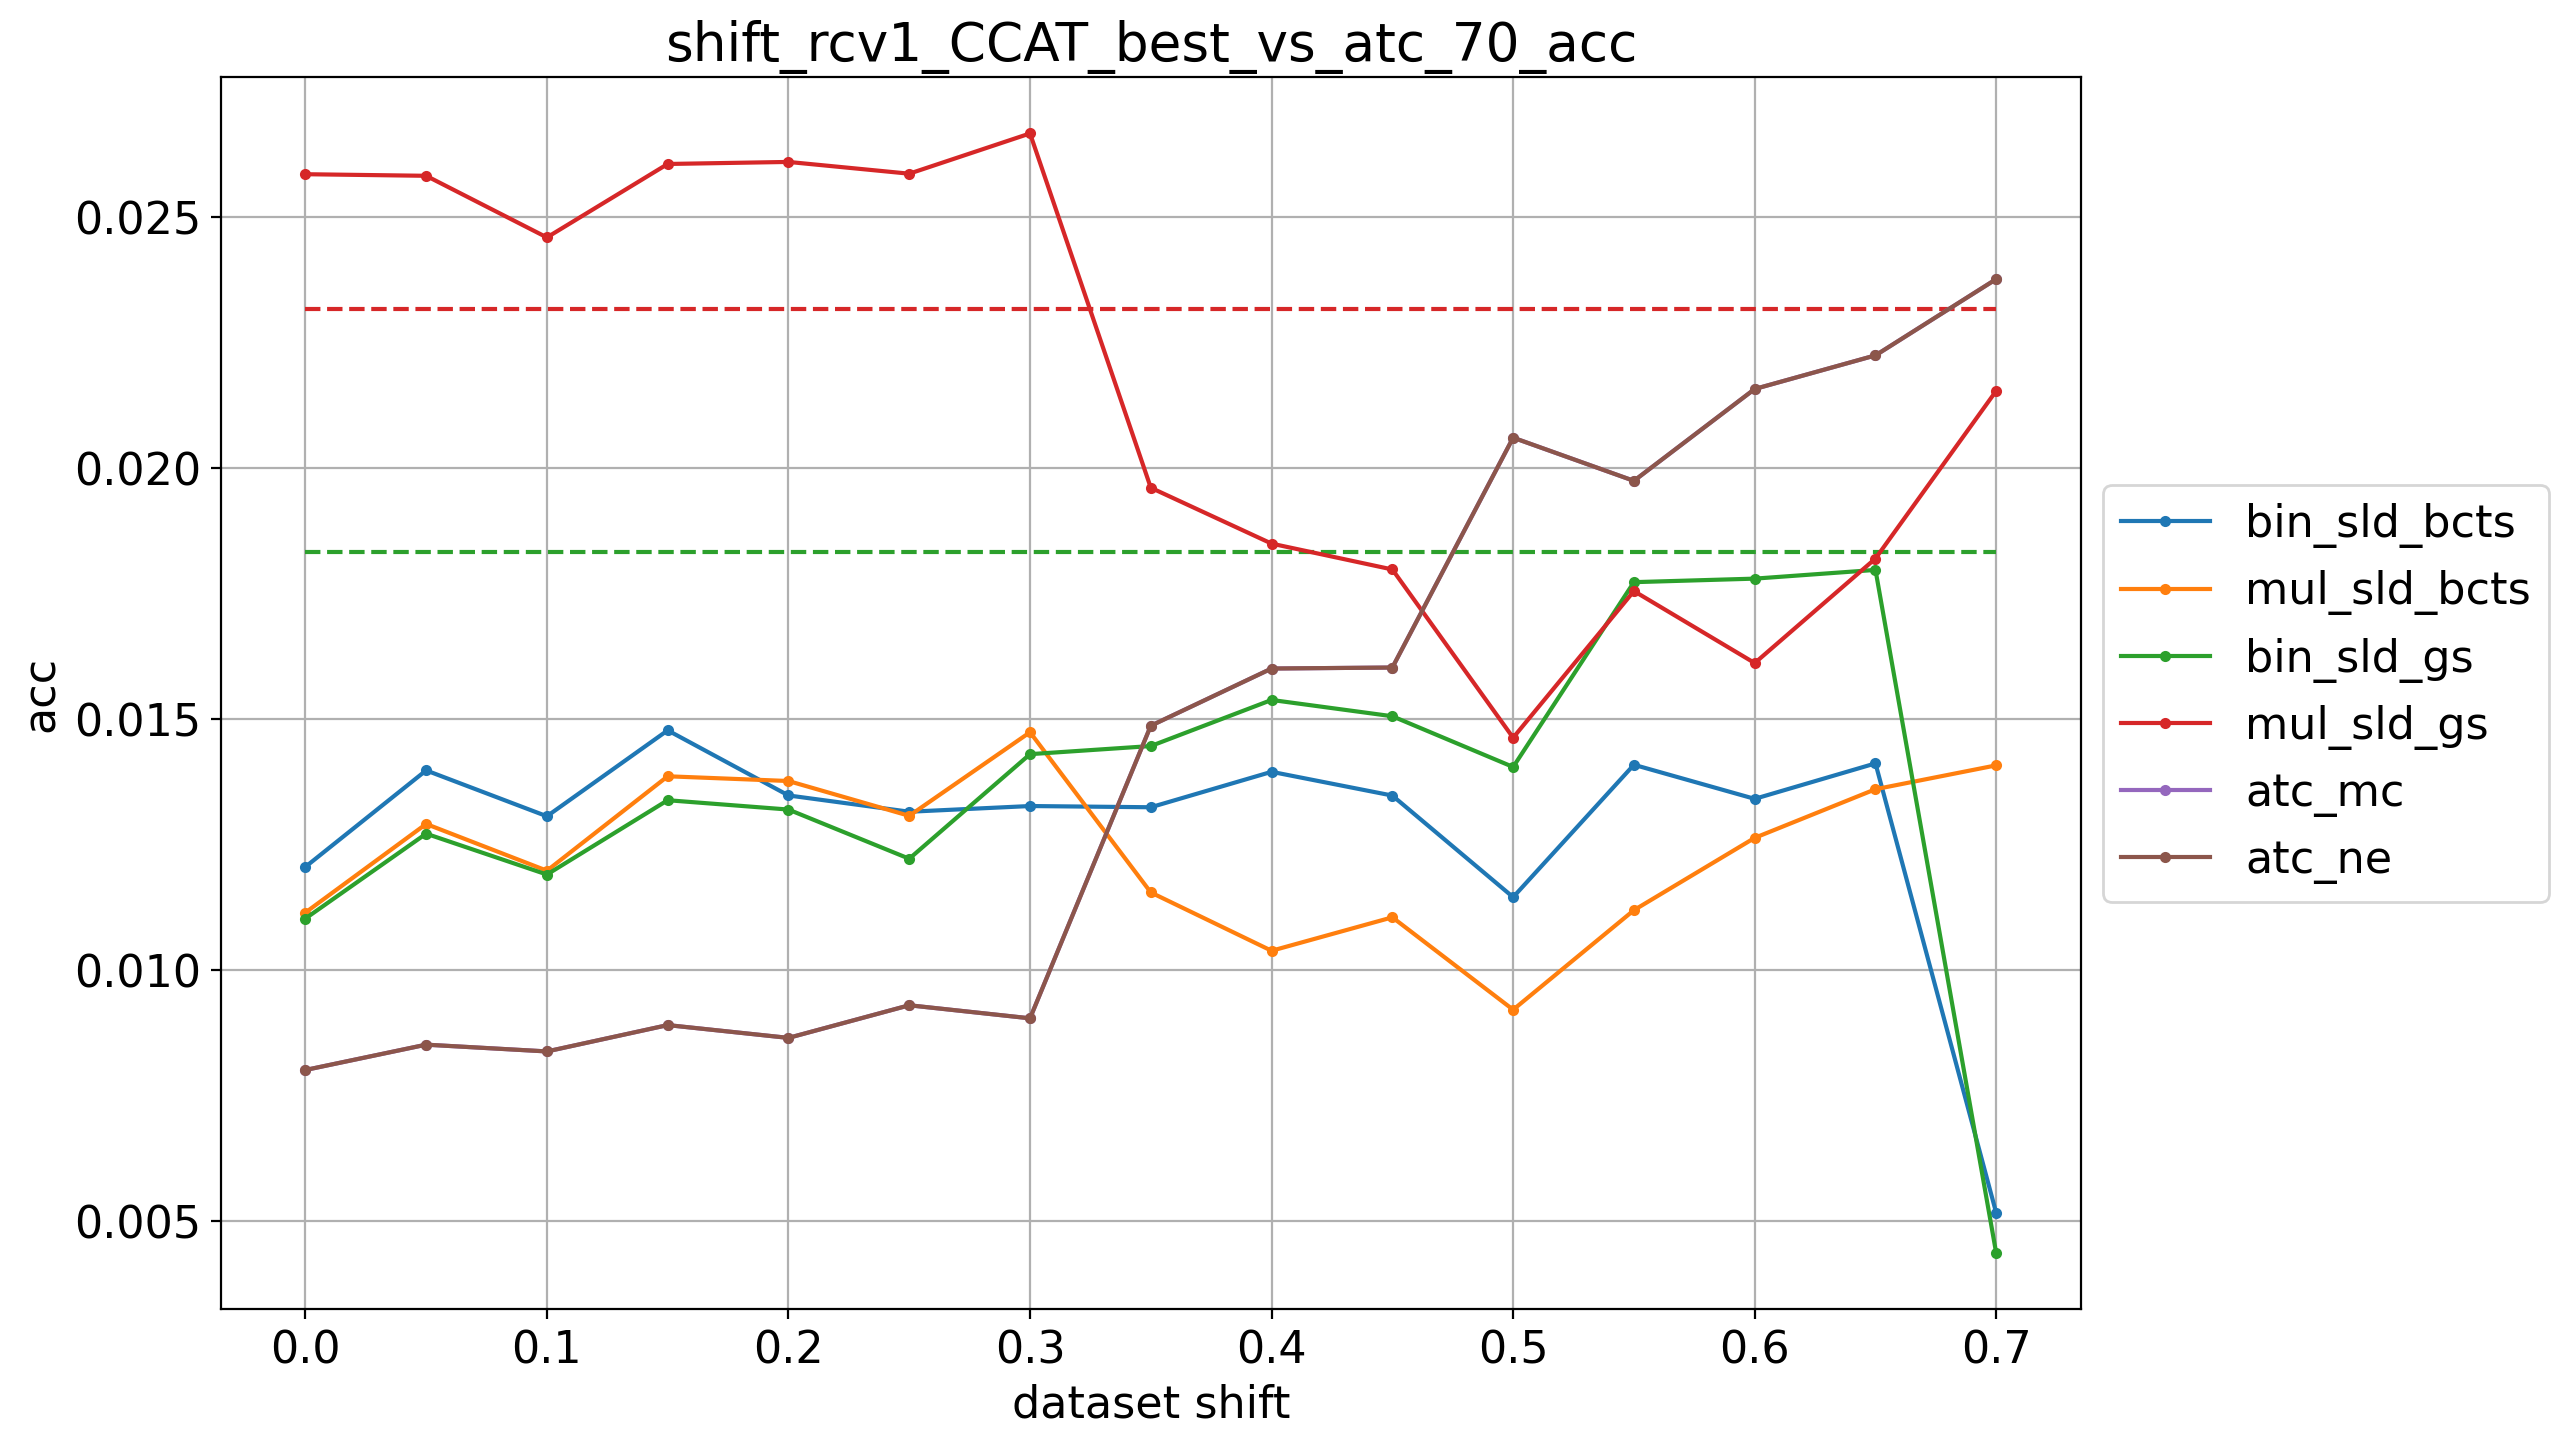 shift_rcv1_CCAT_best_vs_atc_70_acc
acc
0.025
0.020
0.015
0.010
0.005
0.0 0.1 0.2 0.3 0.4 0.5 0.6 0.7
dataset shift
bin_sld_bcts
mul_sld_bcts
bin_sld_gs
mul_sld_gs
atc_mc
atc_ne